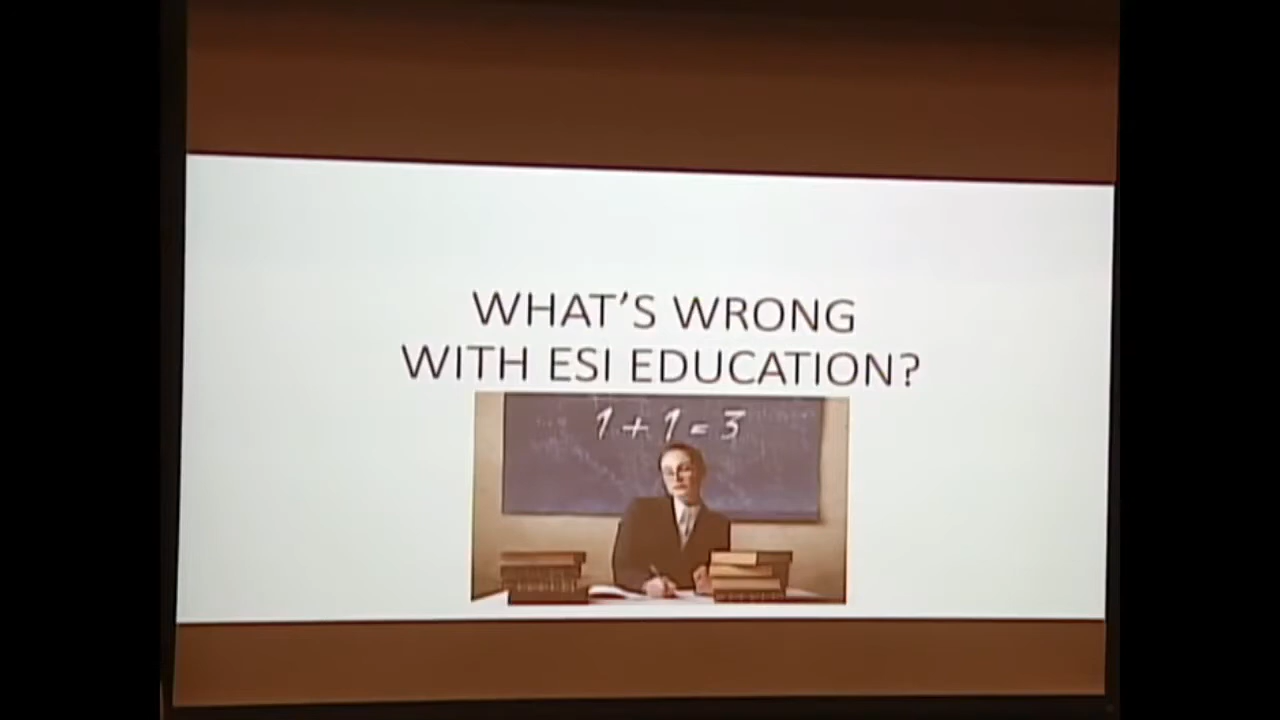 WHAT'S WRONG
WITH ESI EDUCATION?
1 + 1 = 3